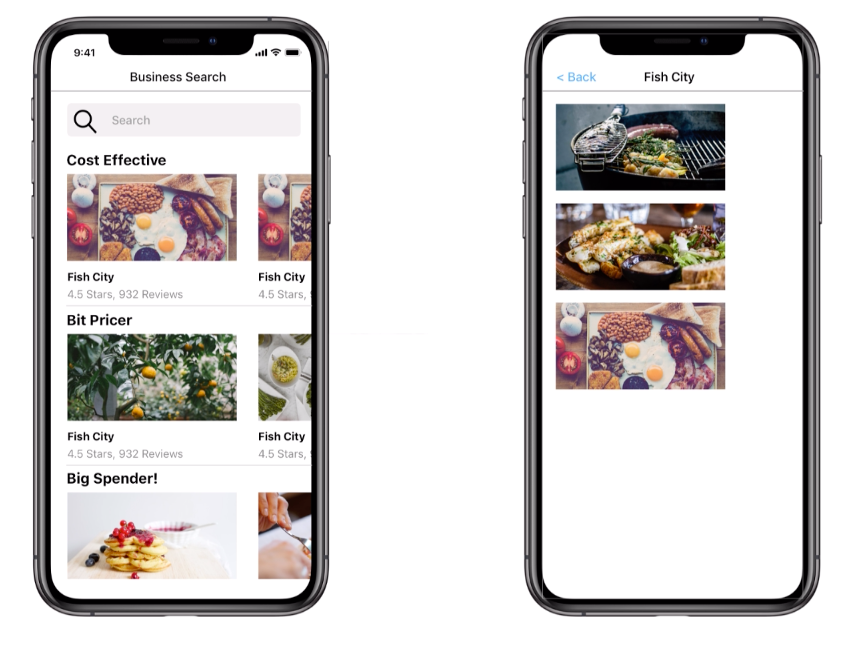 9:41
Business Search
Search
Cost Effective
Fish City
Fish City
4.5 Stars, 932 Reviews
4.5 Stars,
Bit Pricer
Fish City
Fish City
4.5 Stars, 932 Reviews
4.5 Stars,
Big Spender!
< Back
Fish City